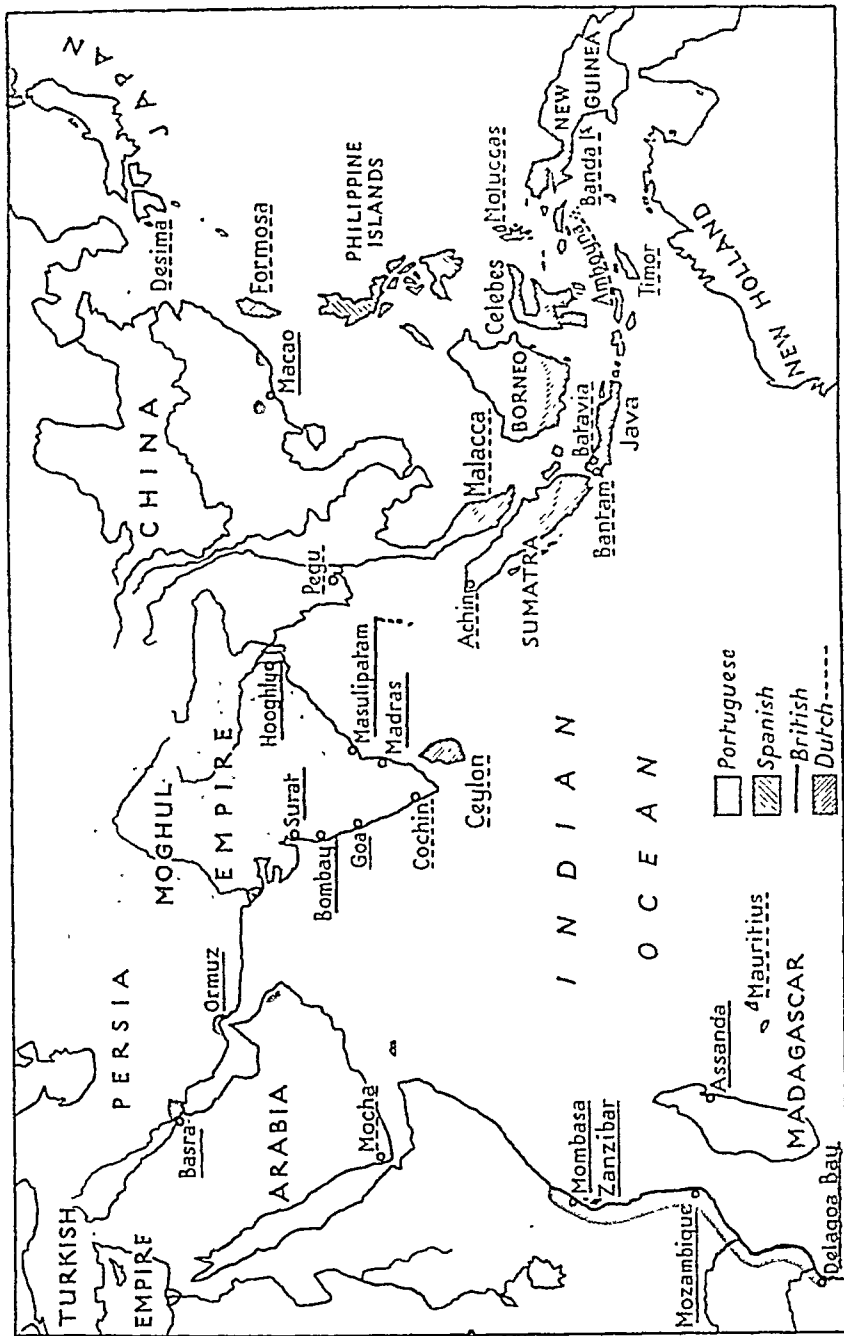 TURKISH
EMPIRE
PERSIA
ARABIA
Basra
Ormuz
Mocha
MOGHUL
EMPIRE
Surat
Bombay
Goa
Cochin
Hooghly
Masulipatam
Madras
Ceylon
CHINA
JAPAN
Desima
Formosa
Macao
Pegu
PHILIPPINE
ISLANDS
Malacca
Achin
SUMATRA
BORNEO
Celebes
Moluccas
NEW
GUINEA
Banda Is
Amboyna
Timor
Batavia
Bantam
Java
NEW HOLLAND
INDIAN
OCEAN
Mombasa
Zanzibar
Mozambique
Delagoa Bay
Assanda
Mauritius
MADAGASCAR
Portuguese
Spanish
British
Dutch